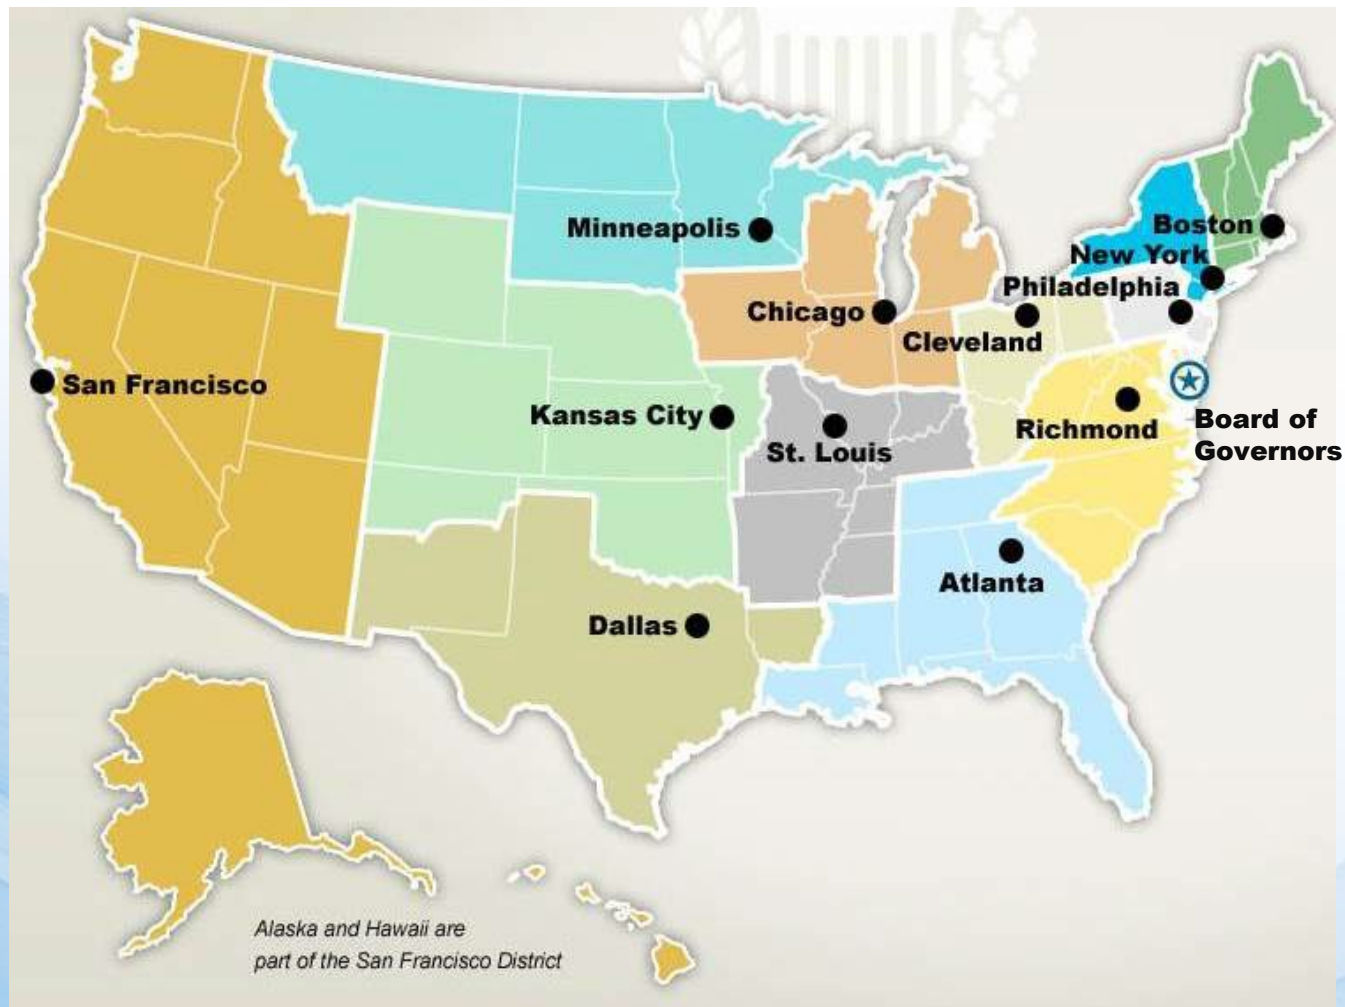 Minneapolis
Boston
New York
Philadelphia
Chicago
Cleveland
San Francisco
Kansas City
Richmond
Board of
Governors
St. Louis
Atlanta
Dallas
Alaska and Hawaii are
part of the San Francisco District